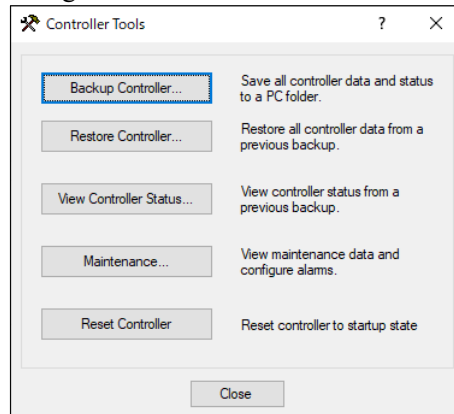 Controller Tools ? ×
Backup Controller...
Save all controller data and status
to a PC folder.
Restore Controller...
Restore all controller data from a
previous backup.
View Controller Status...
View controller status from a
previous backup.
Maintenance...
View maintenance data and
configure alarms.
Reset Controller
Reset controller to startup state
Close